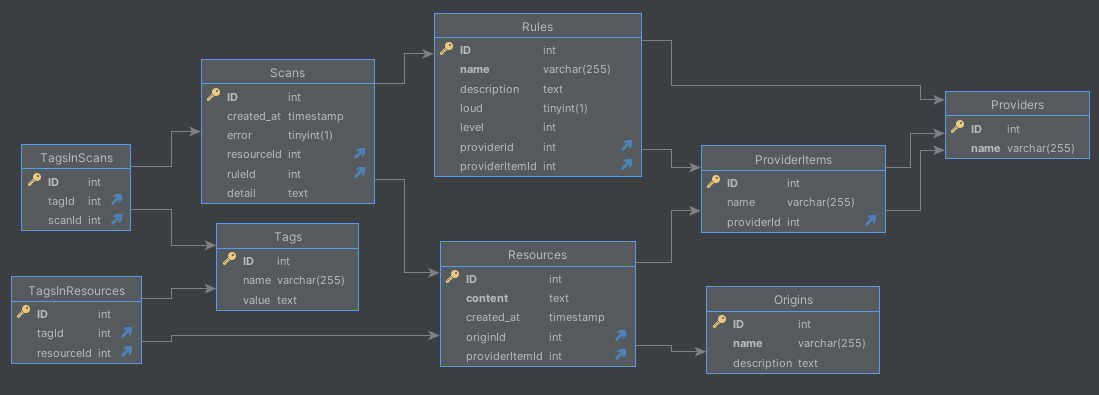 Rules
ID int
name varchar(255)
description text
loud tinyint(1)
level int
providerId int
providerItemId int
Scans
ID int
created_at timestamp
error tinyint(1)
resourceId int
ruleId int
detail text
Providers
ID int
name varchar(255)
TagsInScans
ID int
tagId int
scanId int
ProviderItems
ID int
name varchar(255)
providerId int
Tags
ID int
name varchar(255)
value text
Resources
ID int
content text
created_at timestamp
originId int
providerItemId int
TagsInResources
ID int
tagId int
resourceId int
Origins
ID int
name varchar(255)
description text